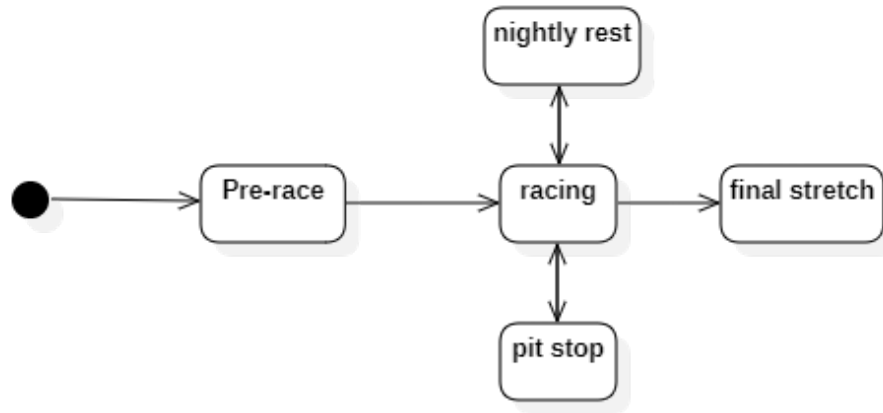 nightly rest
Pre-race
racing
final stretch
pit stop